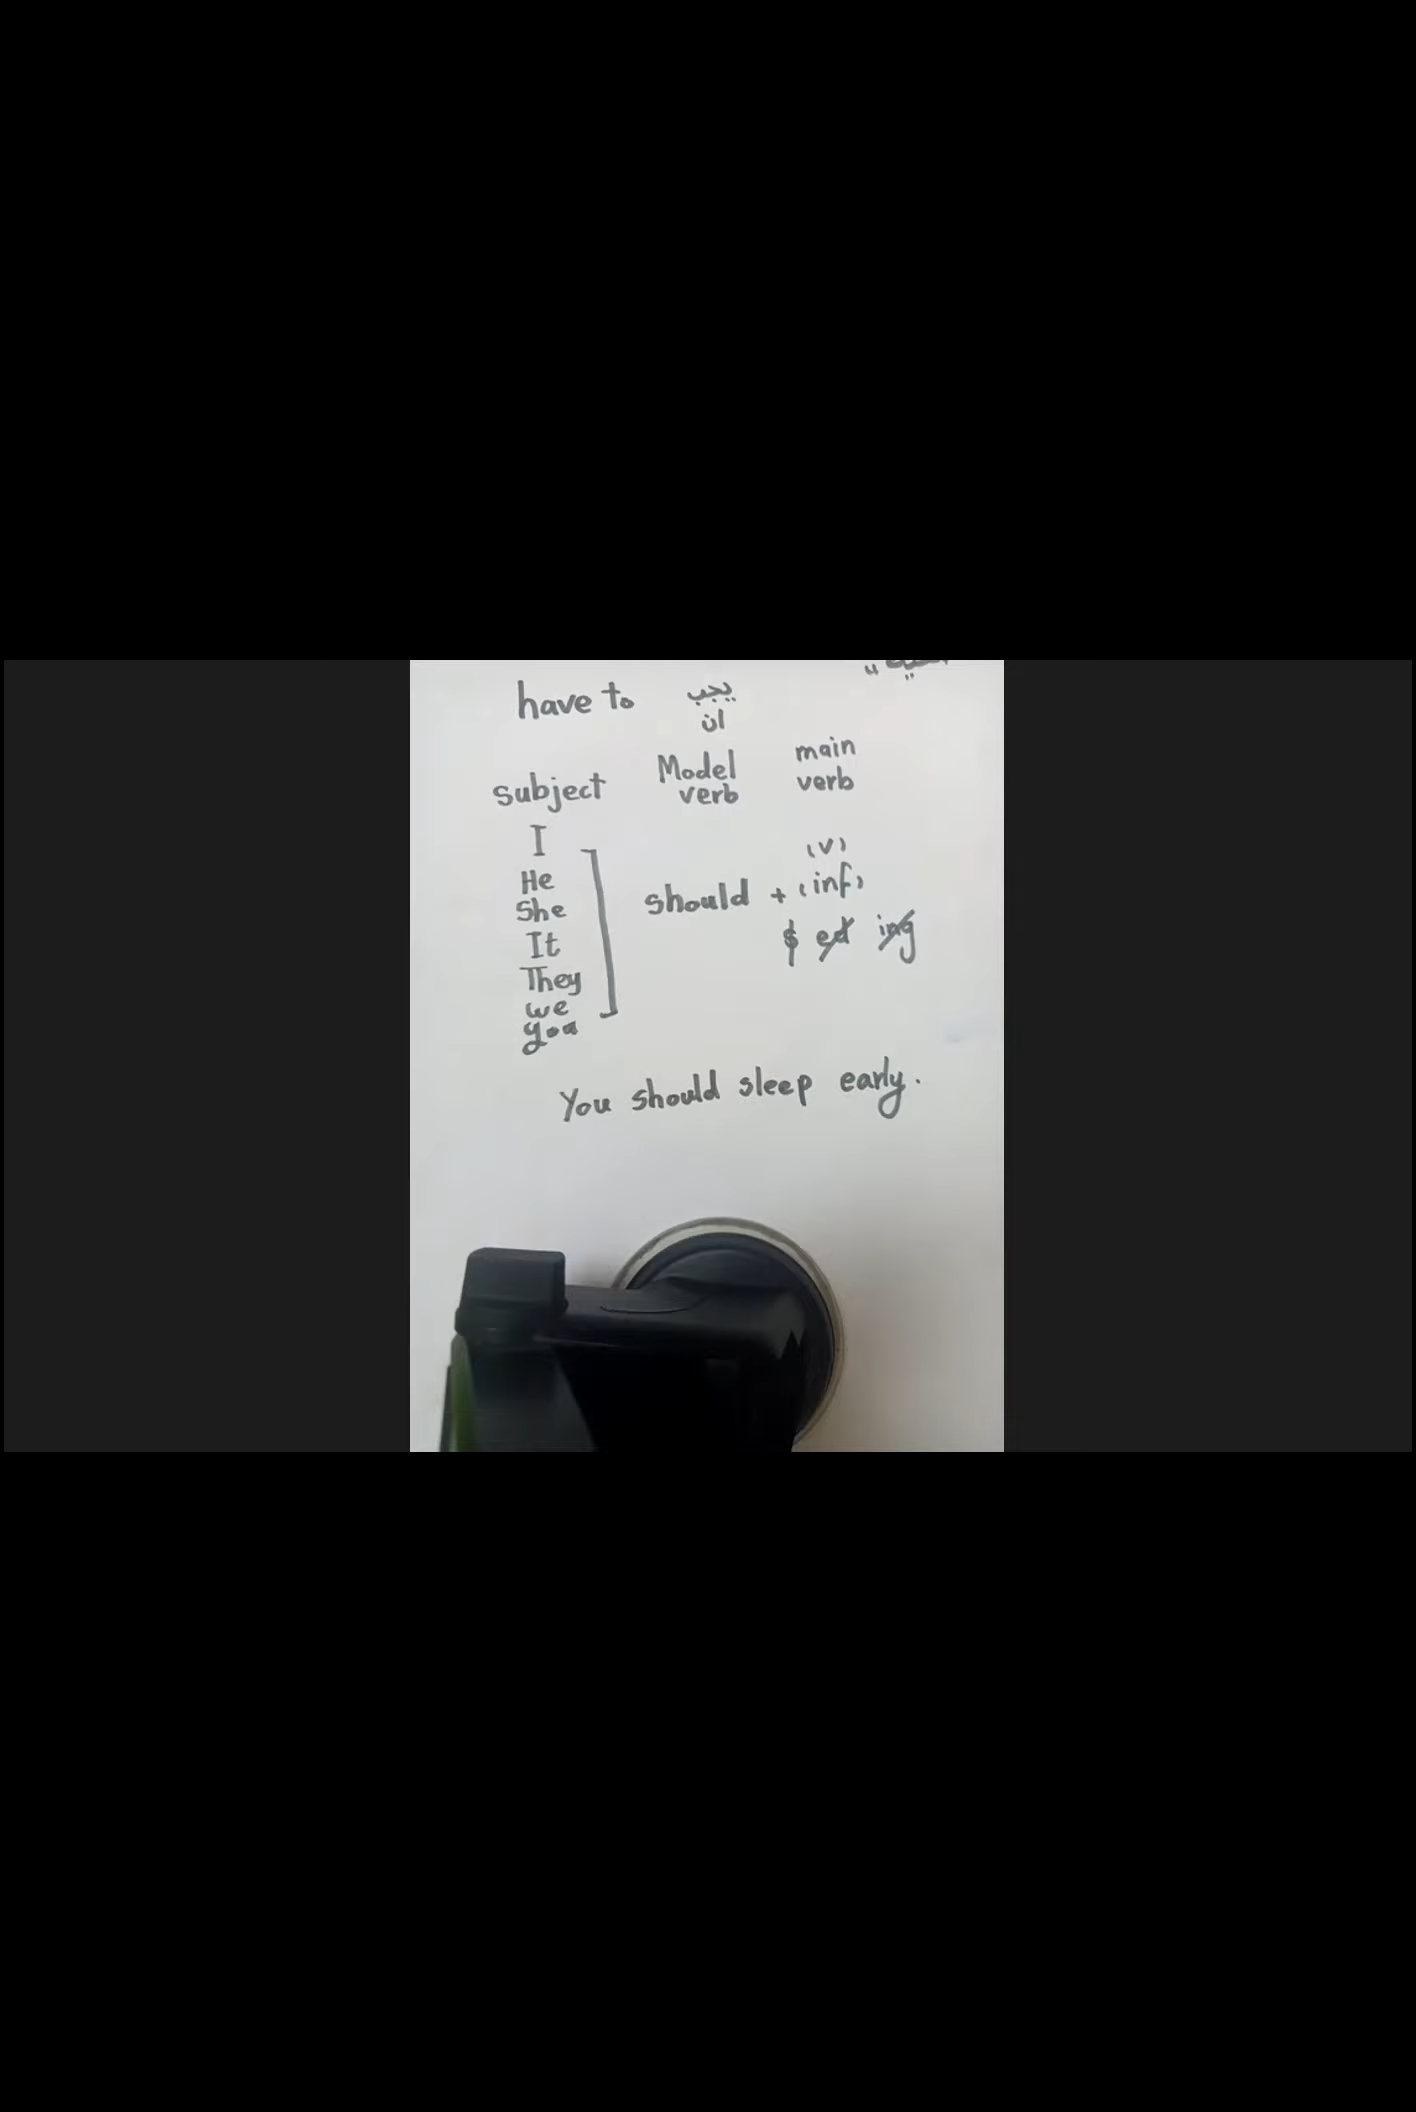 have to يجب
ان
subject Model verb main verb
I
He
She
It
They
we
you
should + (inf)
(v)
s ed ing
You should sleep early.